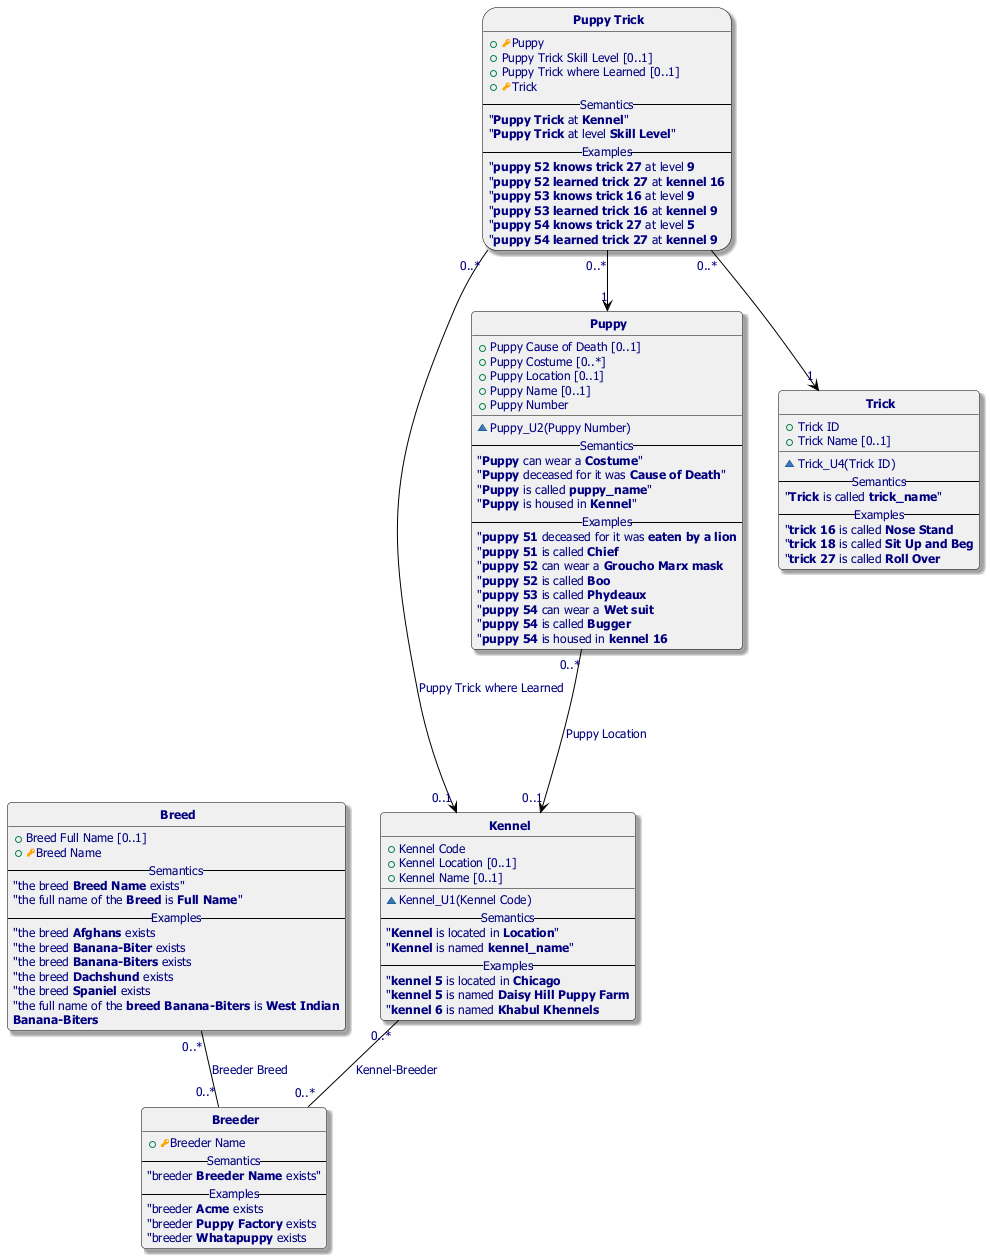 Puppy Trick
Puppy
Puppy Trick Skill Level [0..1]
Puppy Trick where Learned [0..1]
Trick
Semantics
"Puppy Trick at Kennel"
"Puppy Trick at level Skill Level"
Examples
"puppy 52 knows trick 27 at level 9
"puppy 52 learned trick 27 at kennel 16
"puppy 53 knows trick 16 at level 9
"puppy 53 learned trick 16 at kennel 9
"puppy 54 knows trick 27 at level 5
"puppy 54 learned trick 27 at kennel 9
0..* 0..* 0..*
1
Puppy
Puppy Cause of Death [0..1]
Puppy Costume [0..*]
Puppy Location [0..1]
Puppy Name [0..1]
Puppy Number
Puppy_U2(Puppy Number)
Semantics
"Puppy can wear a Costume"
"Puppy deceased for it was Cause of Death"
"Puppy is called puppy_name"
"Puppy is housed in Kennel"
Examples
"puppy 51 deceased for it was eaten by a lion
"puppy 51 is called Chief
"puppy 52 can wear a Groucho Marx mask
"puppy 52 is called Boo
"puppy 53 is called Phydeaux
"puppy 54 can wear a Wet suit
"puppy 54 is called Bugger
"puppy 54 is housed in kennel 16
1
Trick
Trick ID
Trick Name [0..1]
Trick_U4(Trick ID)
Semantics
"Trick is called trick_name"
Examples
"trick 16 is called Nose Stand
"trick 18 is called Sit Up and Beg
"trick 27 is called Roll Over
0..*
Puppy Trick where Learned
Puppy Location
0..1 0..1
Breed
Breed Full Name [0..1]
Breed Name
Semantics
"the breed Breed Name exists"
"the full name of the Breed is Full Name"
Examples
"the breed Afghans exists
"the breed Banana-Biter exists
"the breed Banana-Biters exists
"the breed Dachshund exists
"the breed Spaniel exists
"the full name of the breed Banana-Biters is West Indian
Banana-Biters
Kennel
Kennel Code
Kennel Location [0..1]
Kennel Name [0..1]
Kennel_U1(Kennel Code)
Semantics
"Kennel is located in Location"
"Kennel is named kennel_name"
Examples
"kennel 5 is located in Chicago
"kennel 5 is named Daisy Hill Puppy Farm
"kennel 6 is named Khabul Khennels
0..* 0..*
Breeder Breed Kennel-Breeder
0..* 0..*
Breeder
Breeder Name
Semantics
"breeder Breeder Name exists"
Examples
"breeder Acme exists
"breeder Puppy Factory exists
"breeder Whatapuppy exists